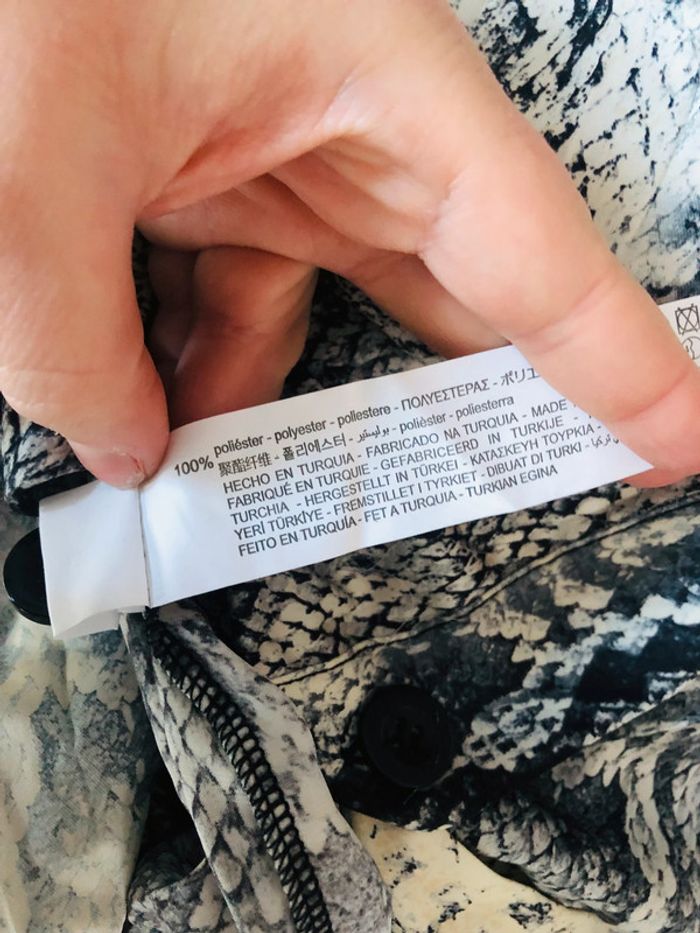 100% poliéster - polyester - poliestere - ΠΟΛΥΕΣΤΕΡΑΣ - ポリエ
聚酯纤维 - 폴리에스터 - بوليستر - polièster - poliesterra
HECHO EN TURQUIA - FABRICADO NA TURQUIA - MADE
FABRIQUÉ EN TURQUIE - GEFABRICEERD IN TURKIJE
TURCHIA - HERGESTELLT IN TÜRKEI - ΚΑΤΑΣΚΕΥΗ ΤΟΥΡΚΙΑ -
YERİ TÜRKİYE - FREMSTILLET I TYRKIET - DIBUAT DI TURKI -
FEITO EN TURQUÍA - FET A TURQUIA - TURKIAN EGINA